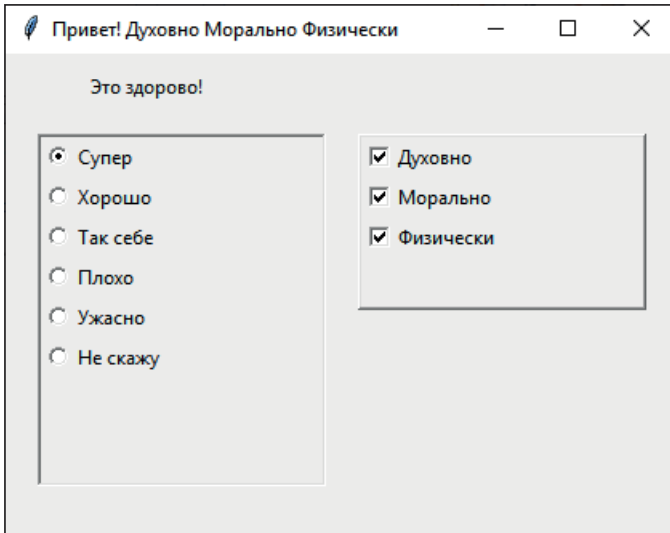 Привет! Духовно Морально Физически
Это здорово!
Супер
Хорошо
Так себе
Плохо
Ужасно
Не скажу
Духовно
Морально
Физически